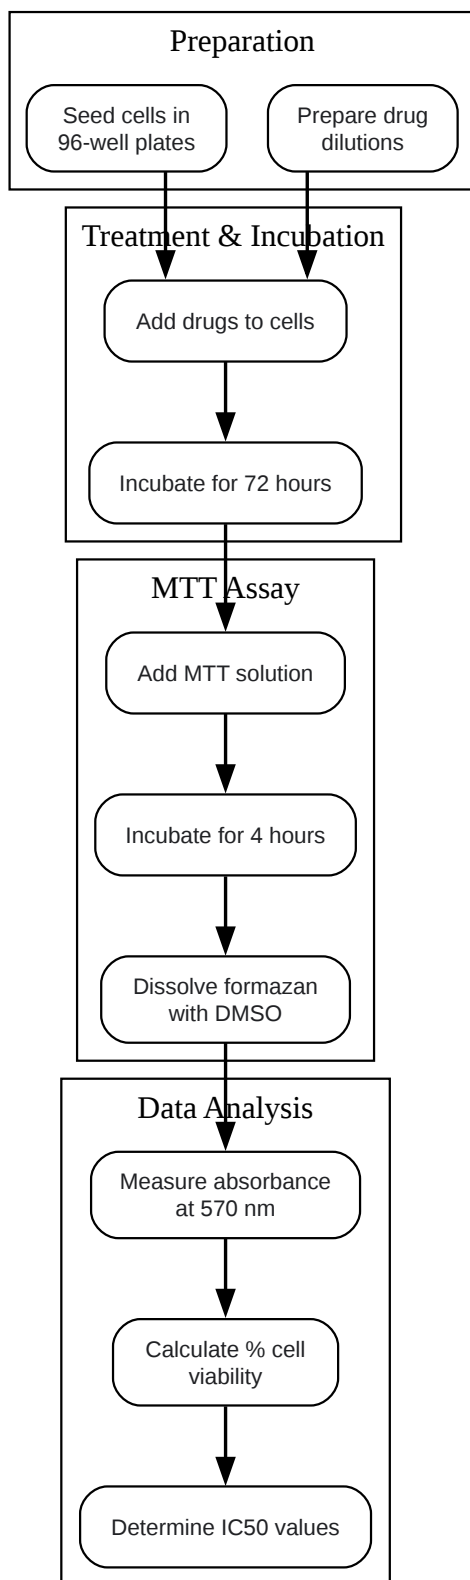 Preparation
Seed cells in
96-well plates
Prepare drug
dilutions
Treatment & Incubation
Add drugs to cells
Incubate for 72 hours
MTT Assay
Add MTT solution
Incubate for 4 hours
Dissolve formazan
with DMSO
Data Analysis
Measure absorbance
at 570 nm
Calculate % cell
viability
Determine IC50 values